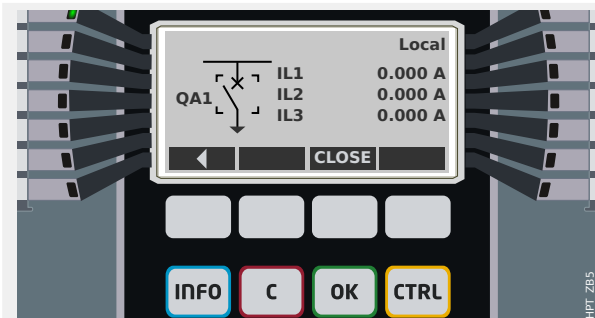 Local
IL1 0.000 A
QA1 IL2 0.000 A
IL3 0.000 A
CLOSE
INFO C OK CTRL
HPT_ZB5